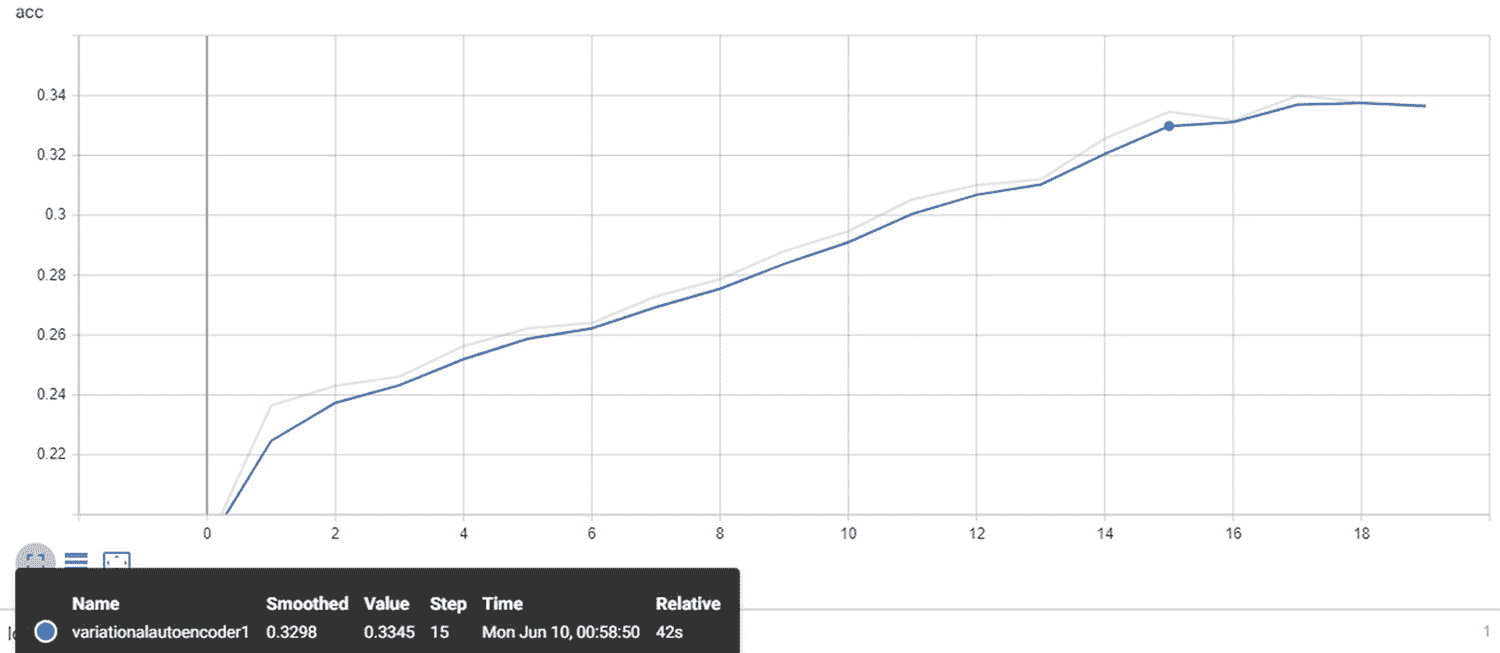 acc
0.34
0.32
0.3
0.28
0.26
0.24
0.22
0 2 4 6 8 10 12 14 16 18
Name Smoothed Value Step Time Relative
variationalautoencoder1 0.3298 0.3345 15 Mon Jun 10, 00:58:50 42s
1